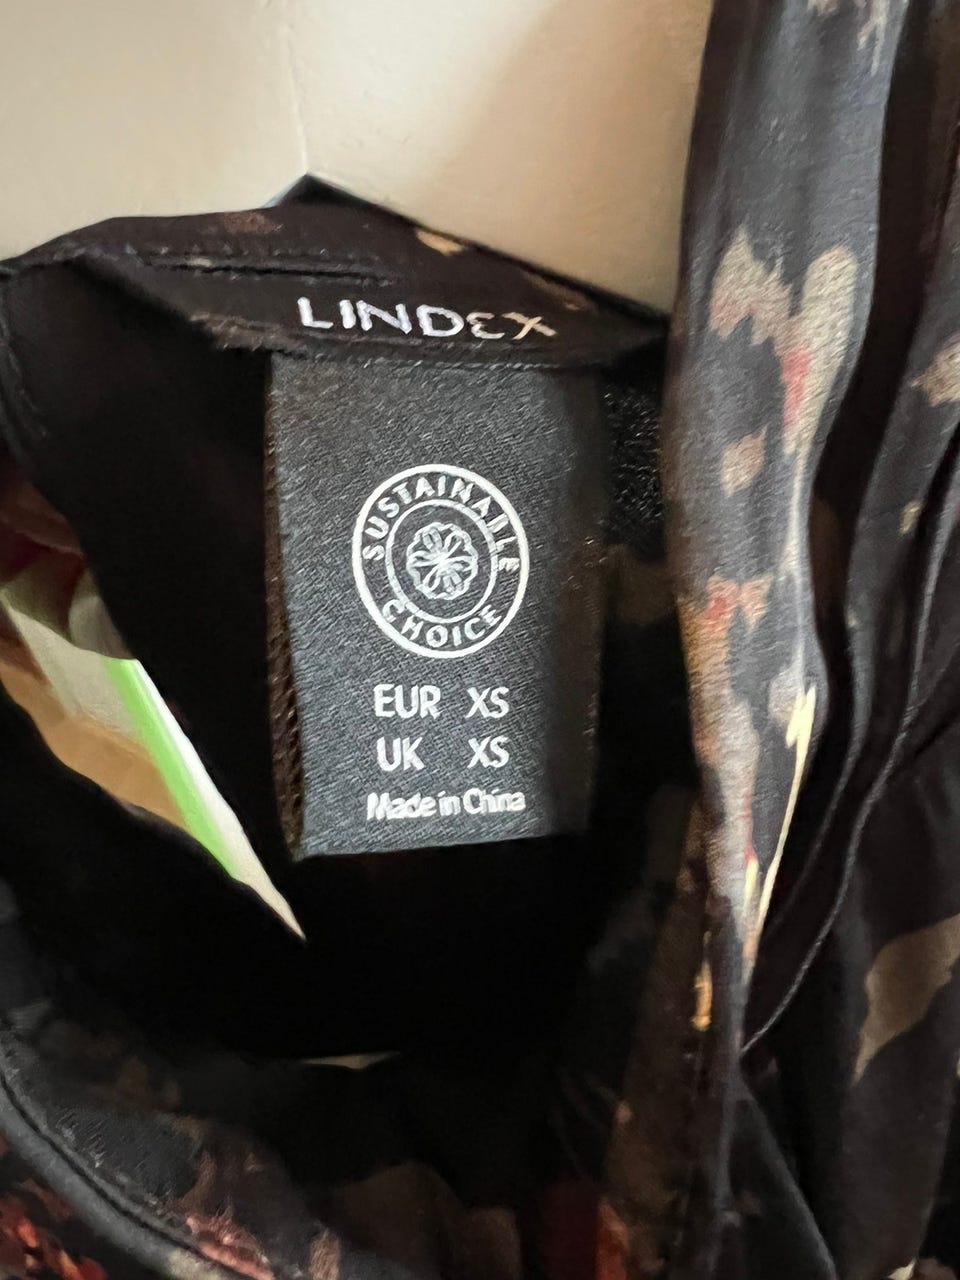 LINDEX
SUSTAINABLE
CHOICE
EUR XS
UK XS
Made in China